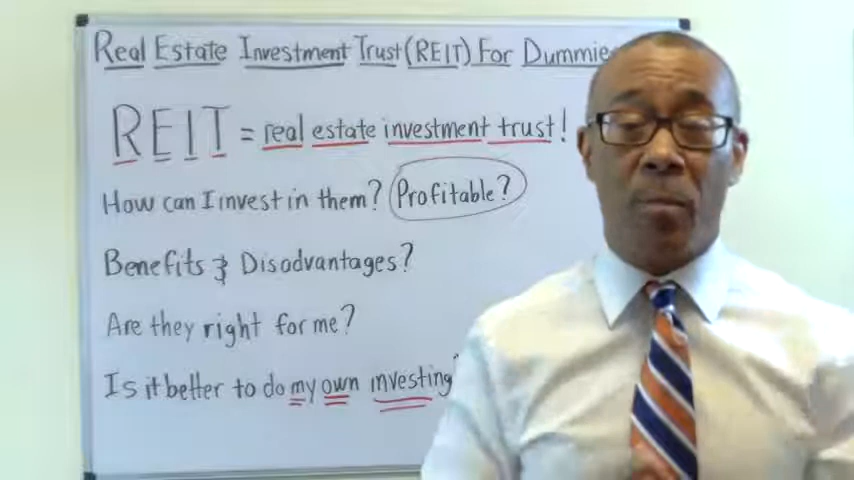 Real Estate Investment Trust (REIT) For Dummie
REIT = real estate investment trust!
How can I invest in them? Profitable?
Benefits & Disadvantages?
Are they right for me?
Is it better to do my own investing?